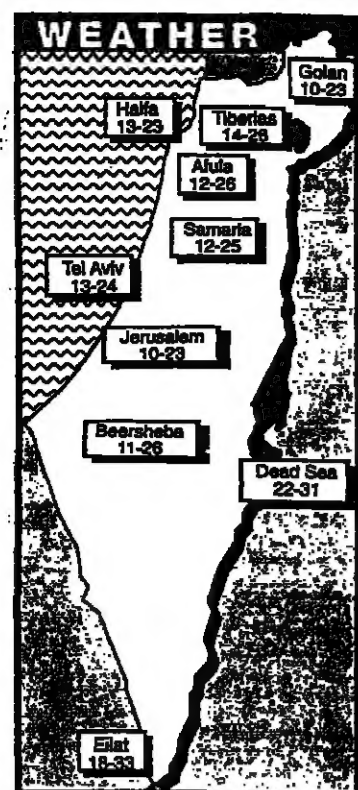 WEATHER
Golan
10-23
Haifa
13-23
Tiberias
14-26
Afula
12-26
Samaria
12-25
Tel Aviv
13-24
Jerusalem
10-23
Beersheba
11-26
Dead Sea
22-31
Eilat
18-33